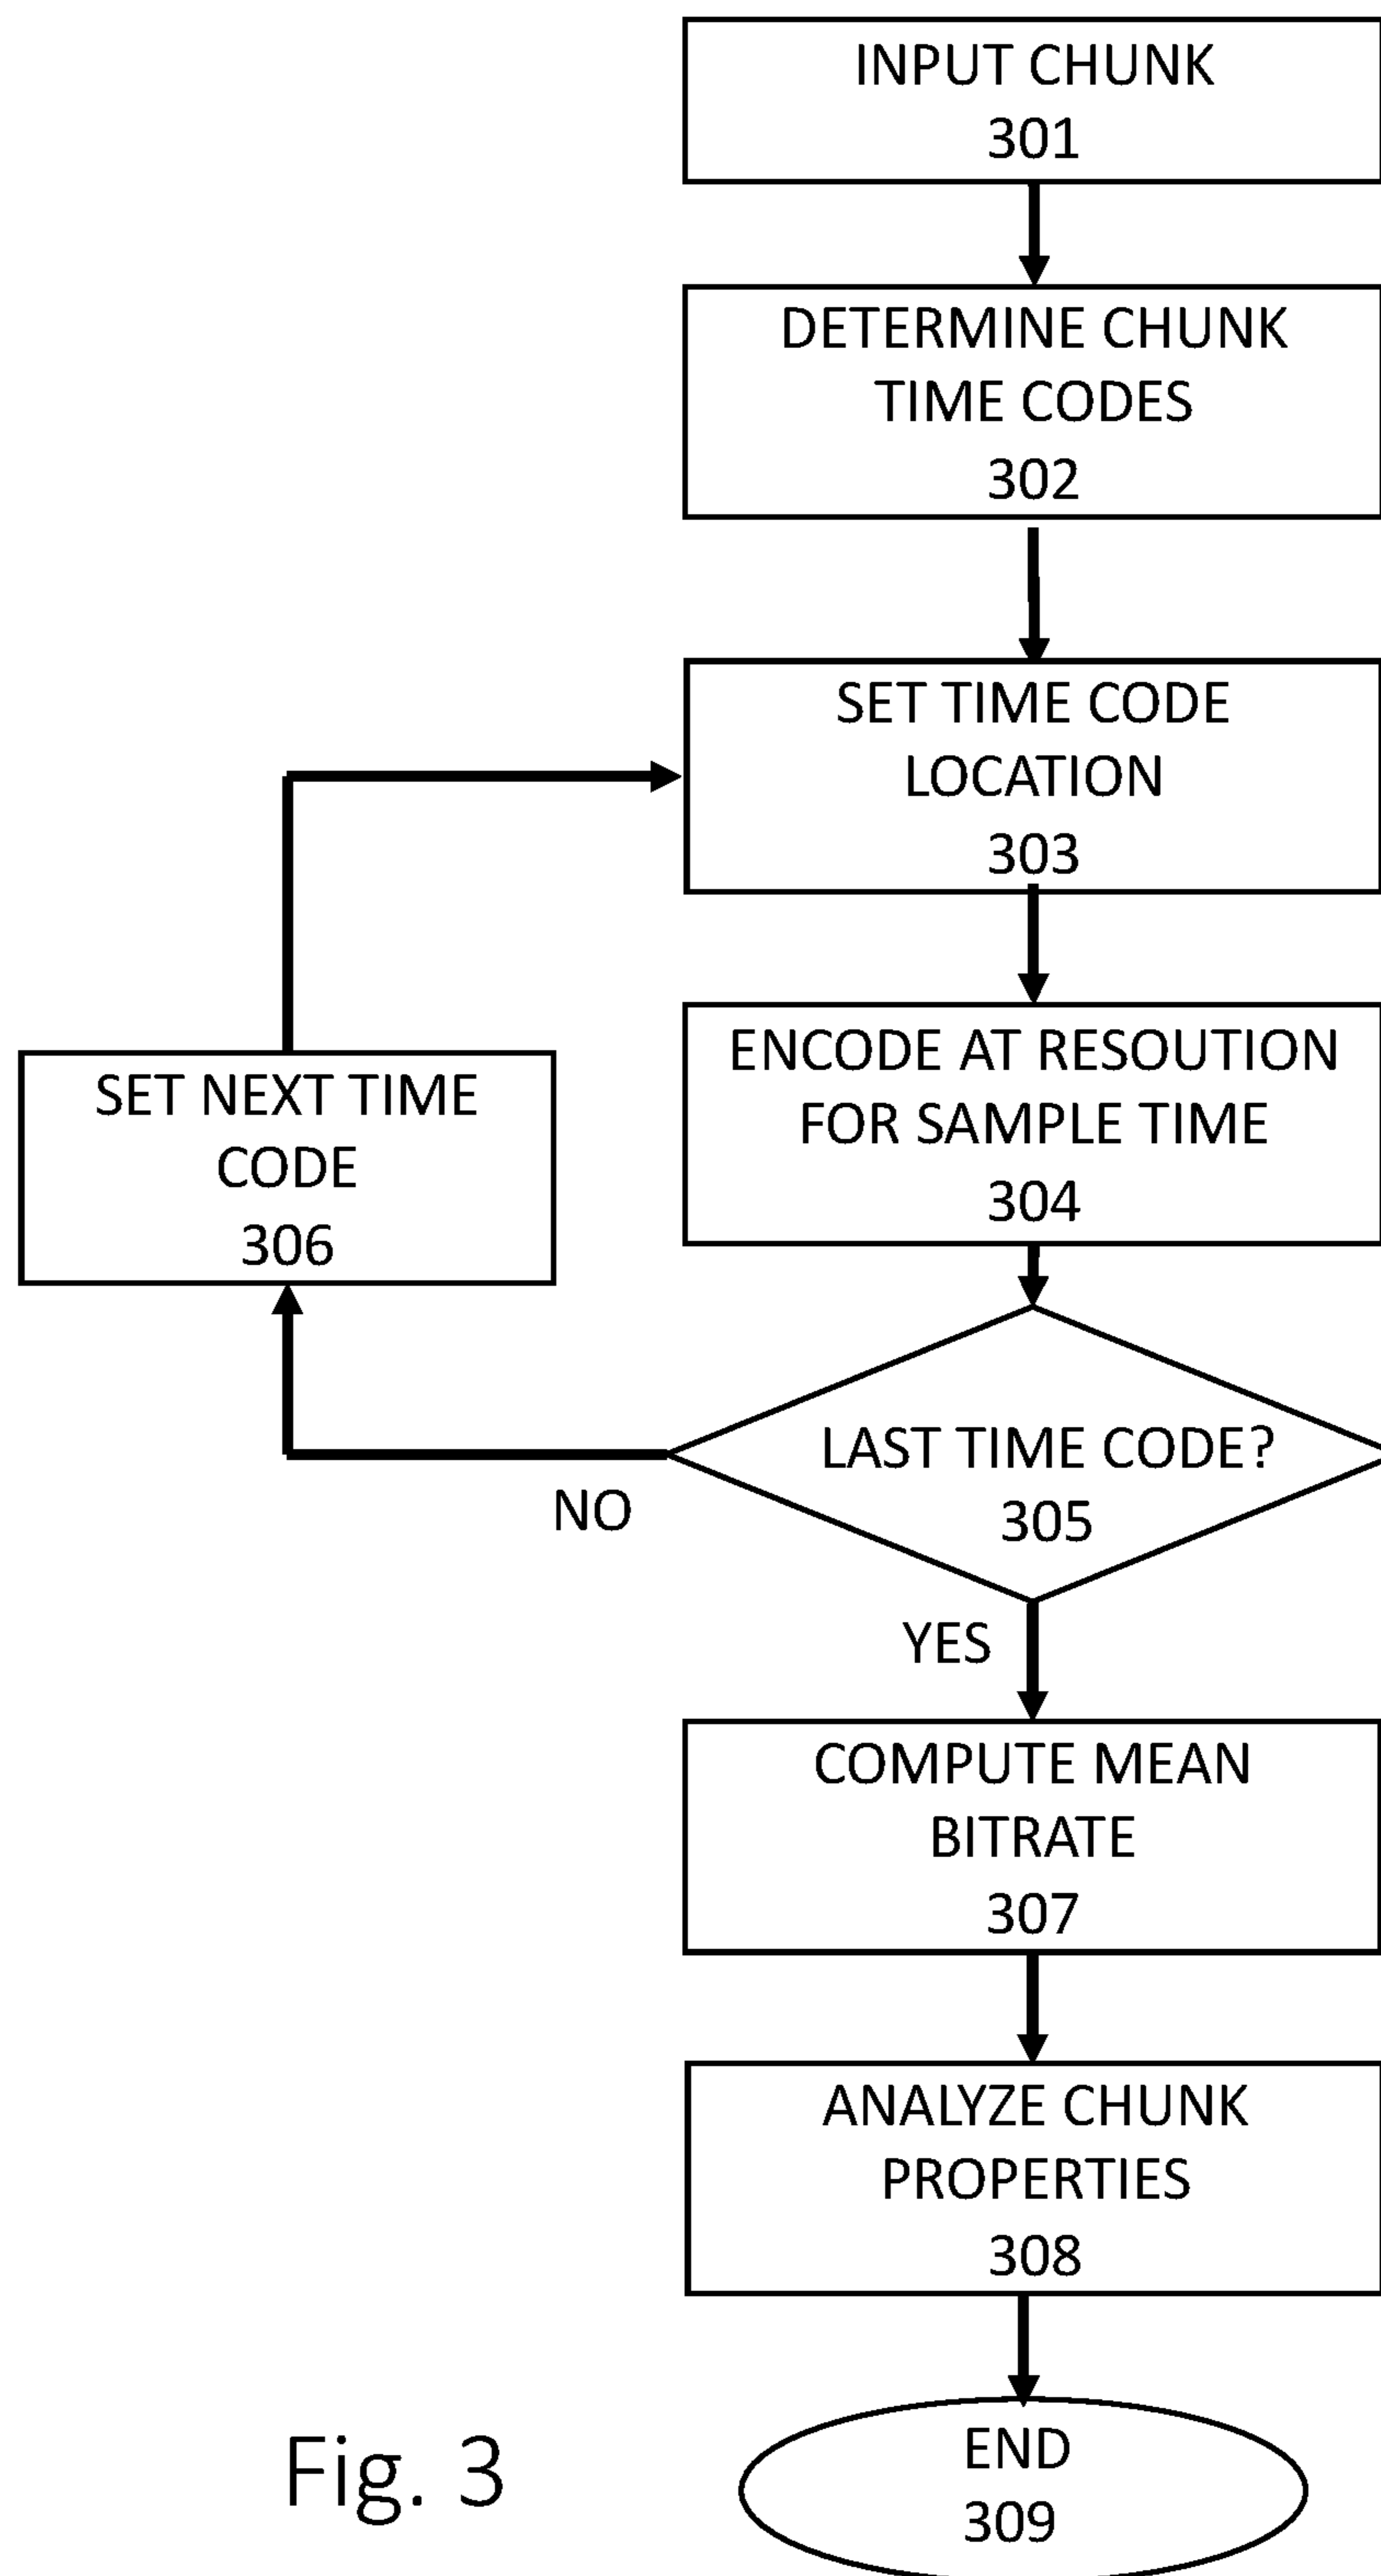 INPUT CHUNK
301
DETERMINE CHUNK
TIME CODES
302
SET TIME CODE
LOCATION
303
ENCODE AT RESOUTION
FOR SAMPLE TIME
304
SET NEXT TIME
CODE
306
LAST TIME CODE?
305
NO
YES
COMPUTE MEAN
BITRATE
307
ANALYZE CHUNK
PROPERTIES
308
END
309
Fig. 3